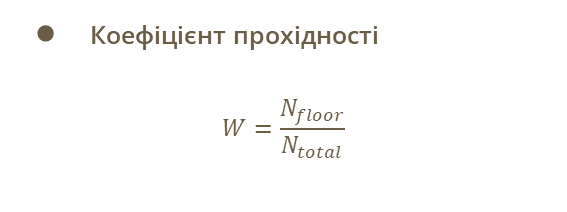 ● Коефіцієнт прохідності
W = N_floor / N_total